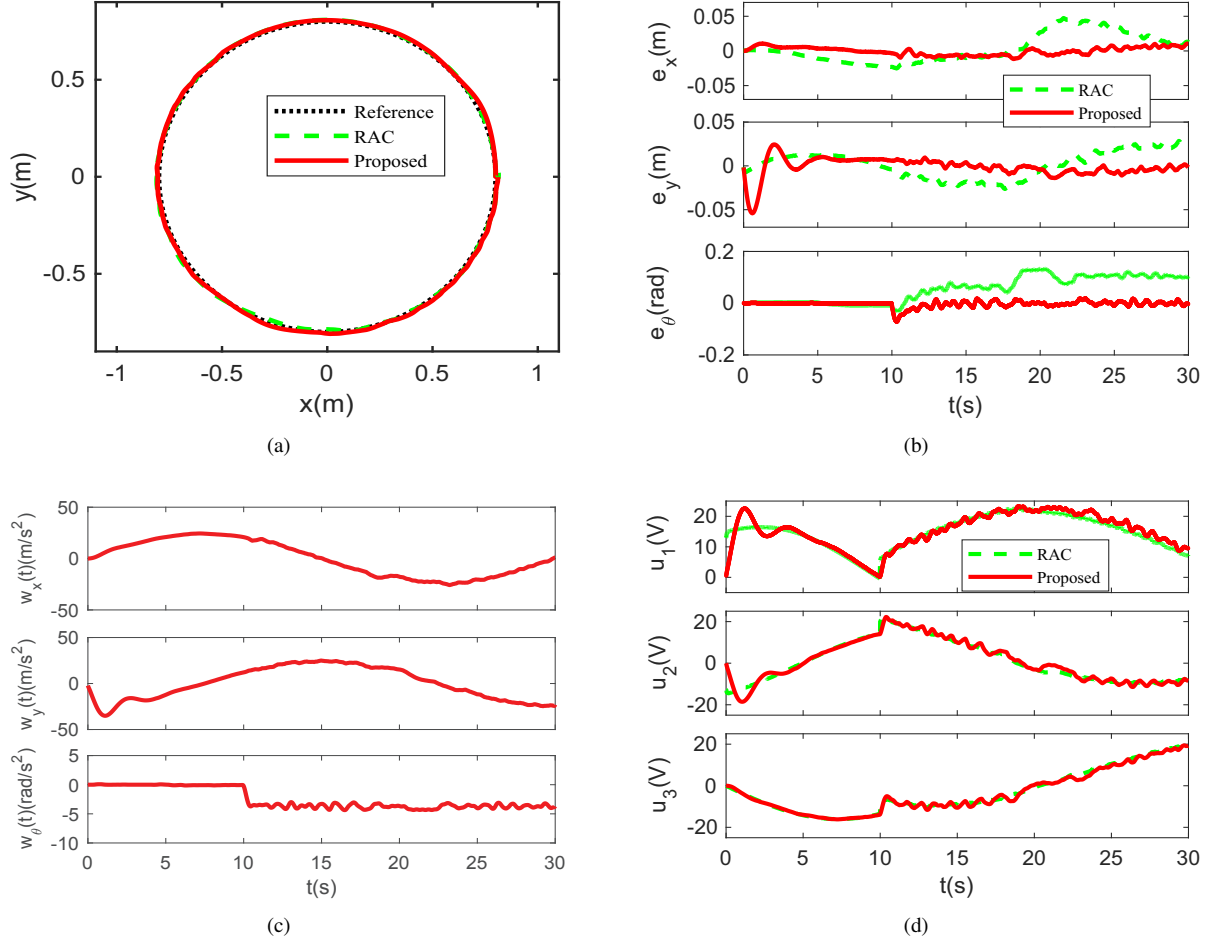 0.5
0
-0.5
y(m)
-1
-0.5
0
0.5
1
x(m)
Reference
RAC
Proposed
(a)
0.05
0
-0.05
e_x(m)
RAC
Proposed
0.05
0
-0.05
e_y(m)
0.2
0
-0.2
e_θ(rad)
0
5
10
15
20
25
30
t(s)
(b)
50
0
-50
w_x(t)(m/s²)
50
0
-50
w_y(t)(m/s²)
5
0
-5
-10
w_θ(t)(rad/s²)
0
5
10
15
20
25
30
t(s)
(c)
20
10
0
u_1(V)
RAC
Proposed
20
0
-20
u_2(V)
20
0
-20
u_3(V)
0
5
10
15
20
25
30
t(s)
(d)